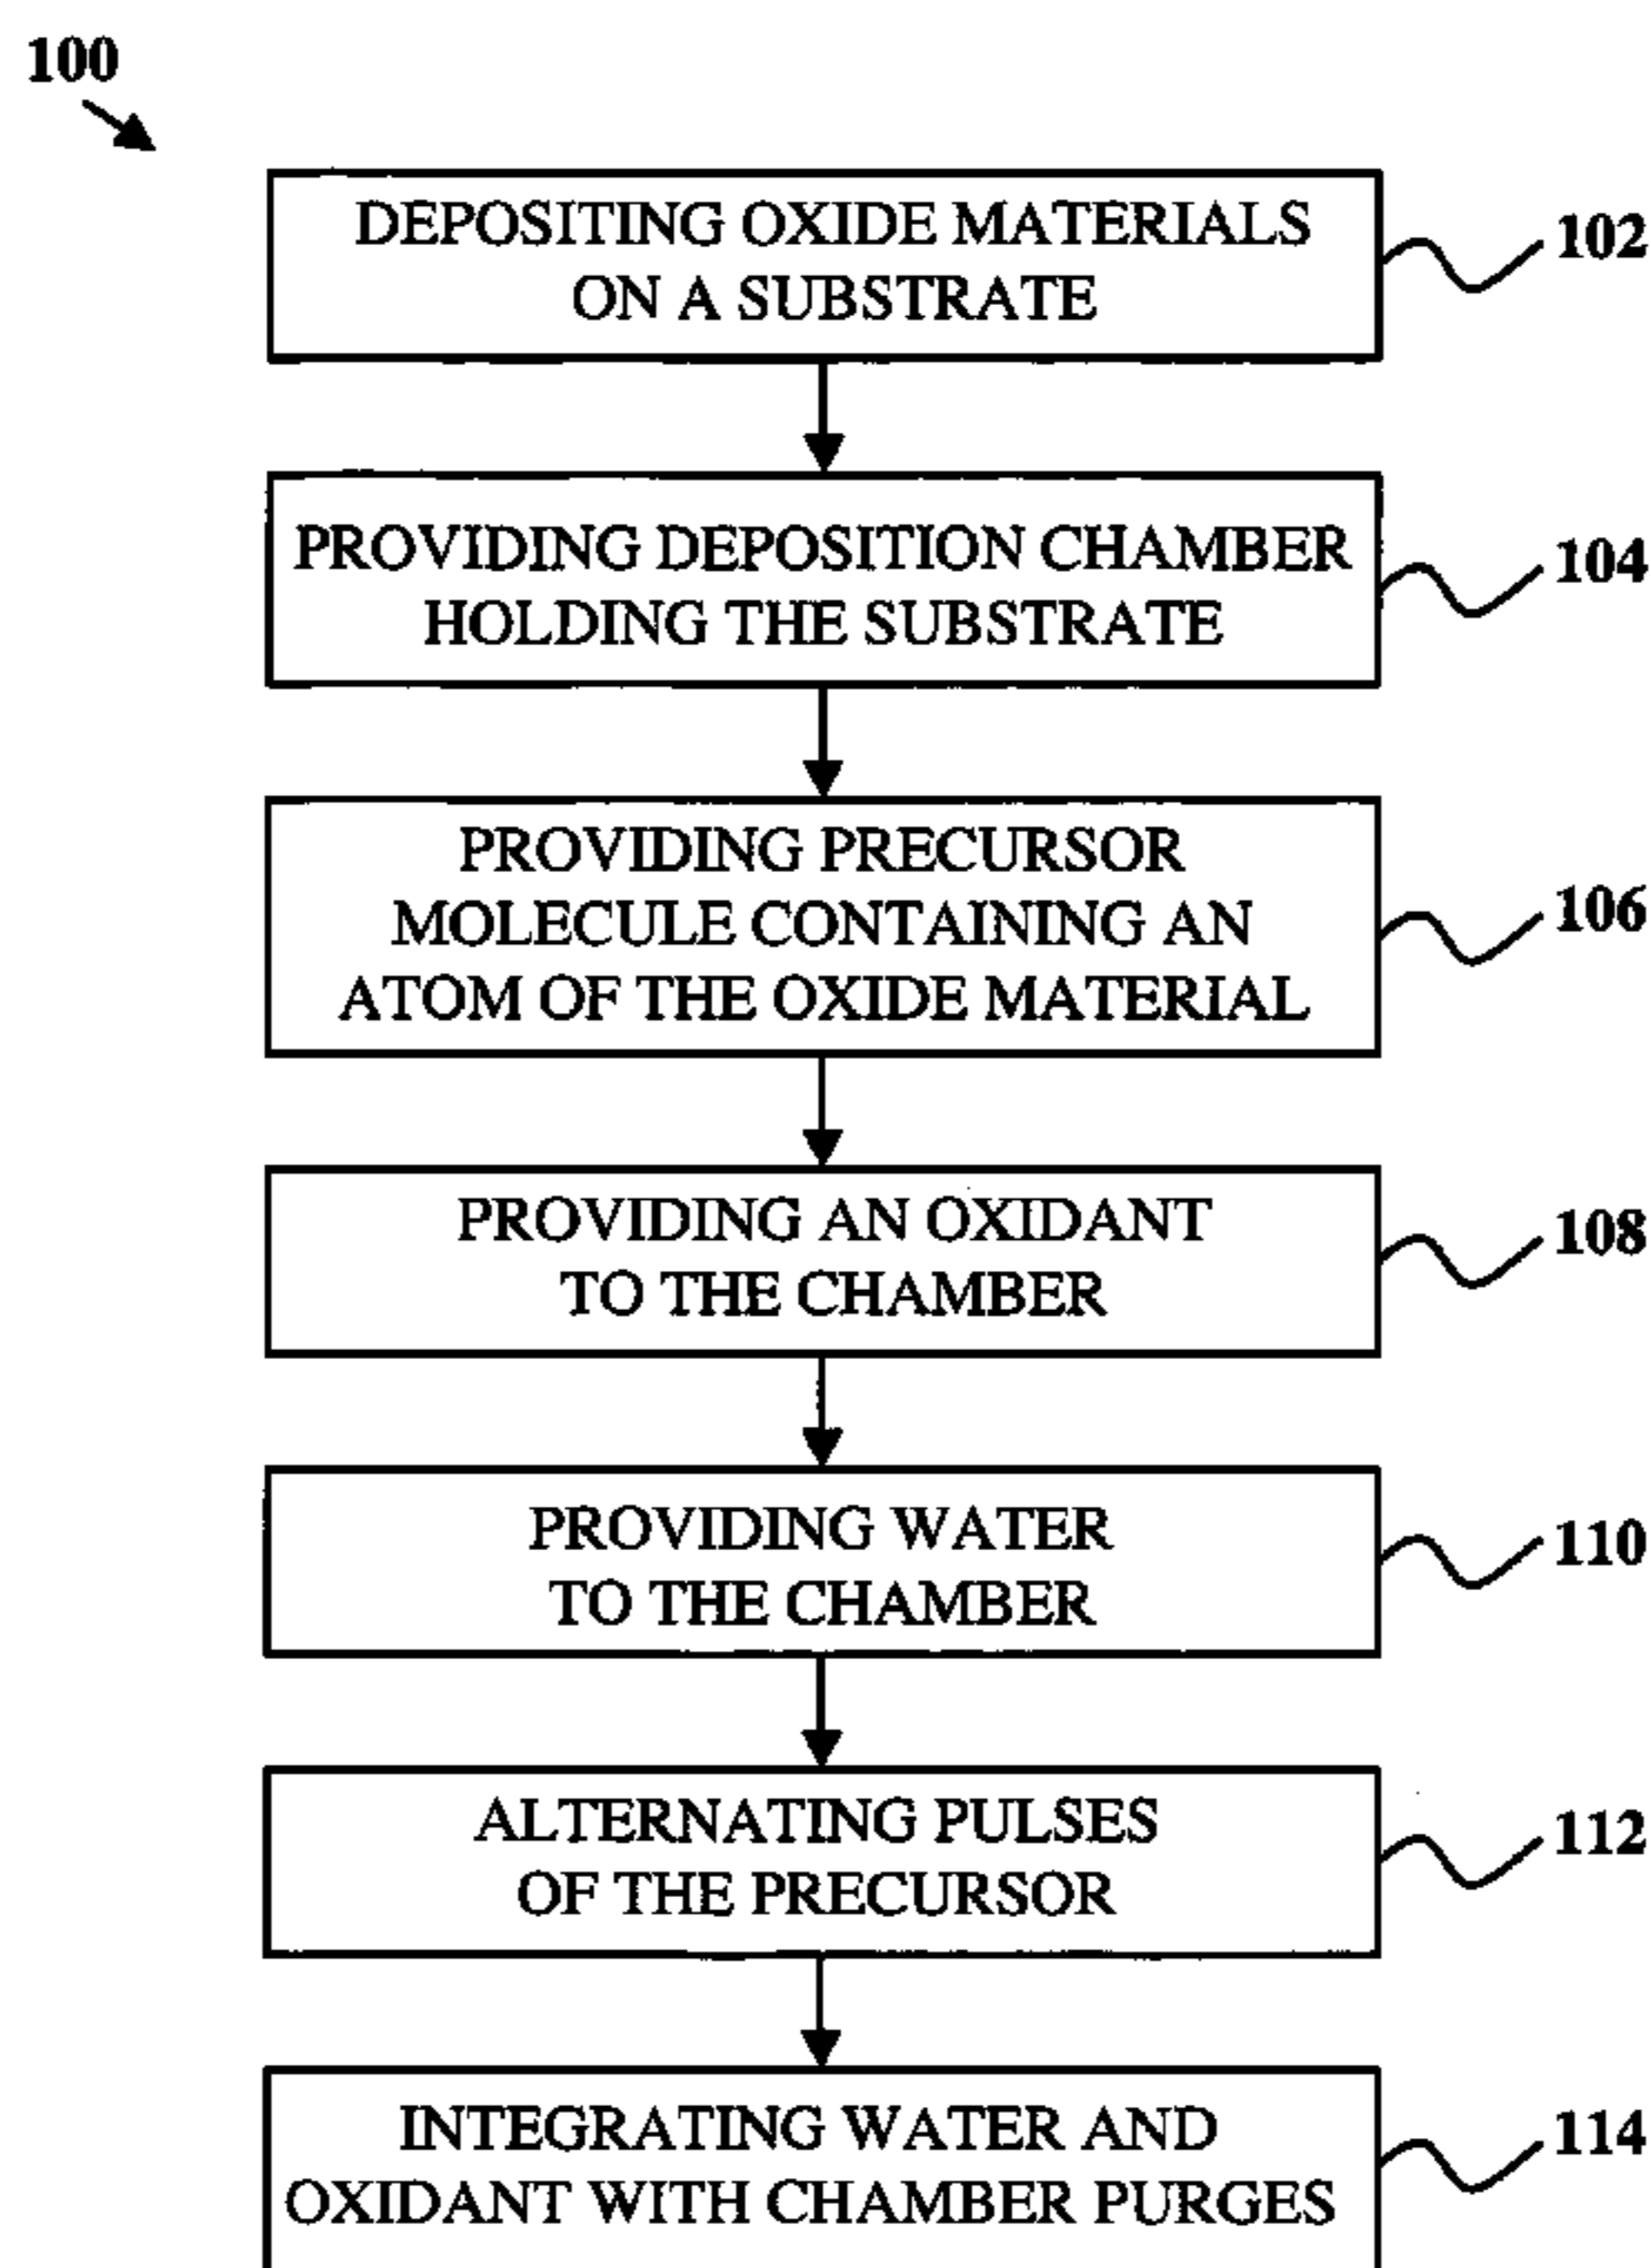 100
DEPOSITING OXIDE MATERIALS
ON A SUBSTRATE
102
PROVIDING DEPOSITION CHAMBER
HOLDING THE SUBSTRATE
104
PROVIDING PRECURSOR
MOLECULE CONTAINING AN
ATOM OF THE OXIDE MATERIAL
106
PROVIDING AN OXIDANT
TO THE CHAMBER
108
PROVIDING WATER
TO THE CHAMBER
110
ALTERNATING PULSES
OF THE PRECURSOR
112
INTEGRATING WATER AND
OXIDANT WITH CHAMBER PURGES
114